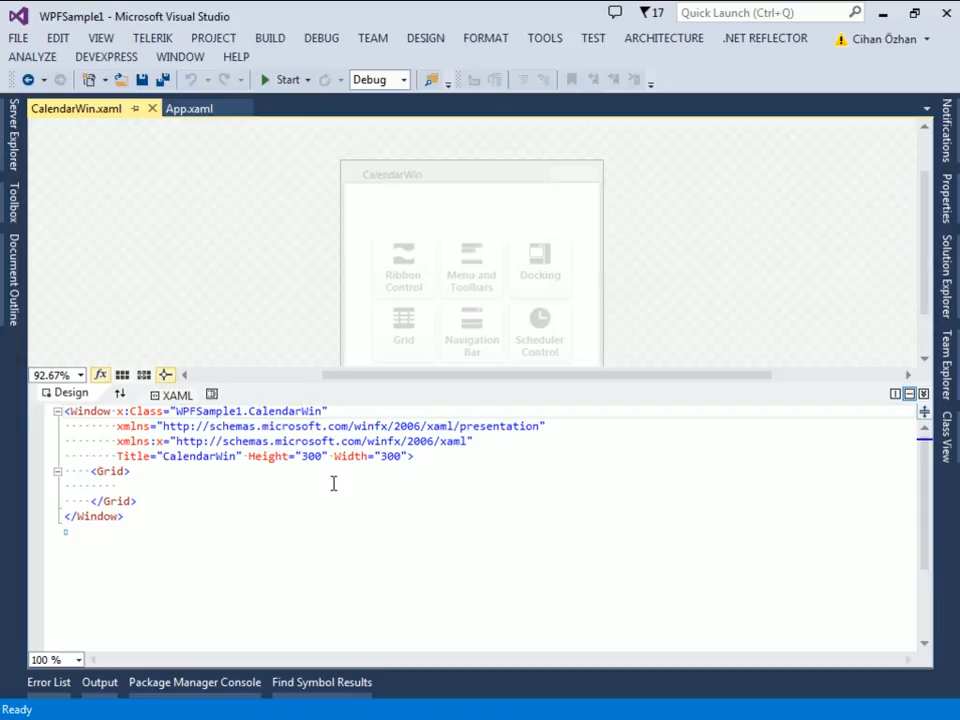 WPFSample1 - Microsoft Visual Studio
17
Quick Launch (Ctrl+Q)
FILE EDIT VIEW TELERIK PROJECT BUILD DEBUG TEAM DESIGN FORMAT TOOLS TEST ARCHITECTURE .NET REFLECTOR Cihan Özhan
ANALYZE DEVEXPRESS WINDOW HELP
Start Debug
CalendarWin.xaml App.xaml
Server Explorer
Toolbox
Document Outline
CalendarWin
Ribbon Control
Menu and Toolbars
Docking
Grid
Navigation Bar
Scheduler Control
Notifications
Properties
Solution Explorer
Team Explorer
Class View
92.67% fx
Design XAML
<Window x:Class="WPFSample1.CalendarWin"
xmlns="http://schemas.microsoft.com/winfx/2006/xaml/presentation"
xmlns:x="http://schemas.microsoft.com/winfx/2006/xaml"
Title="CalendarWin" Height="300" Width="300">
<Grid>
</Grid>
</Window>
100 %
Error List Output Package Manager Console Find Symbol Results
Ready